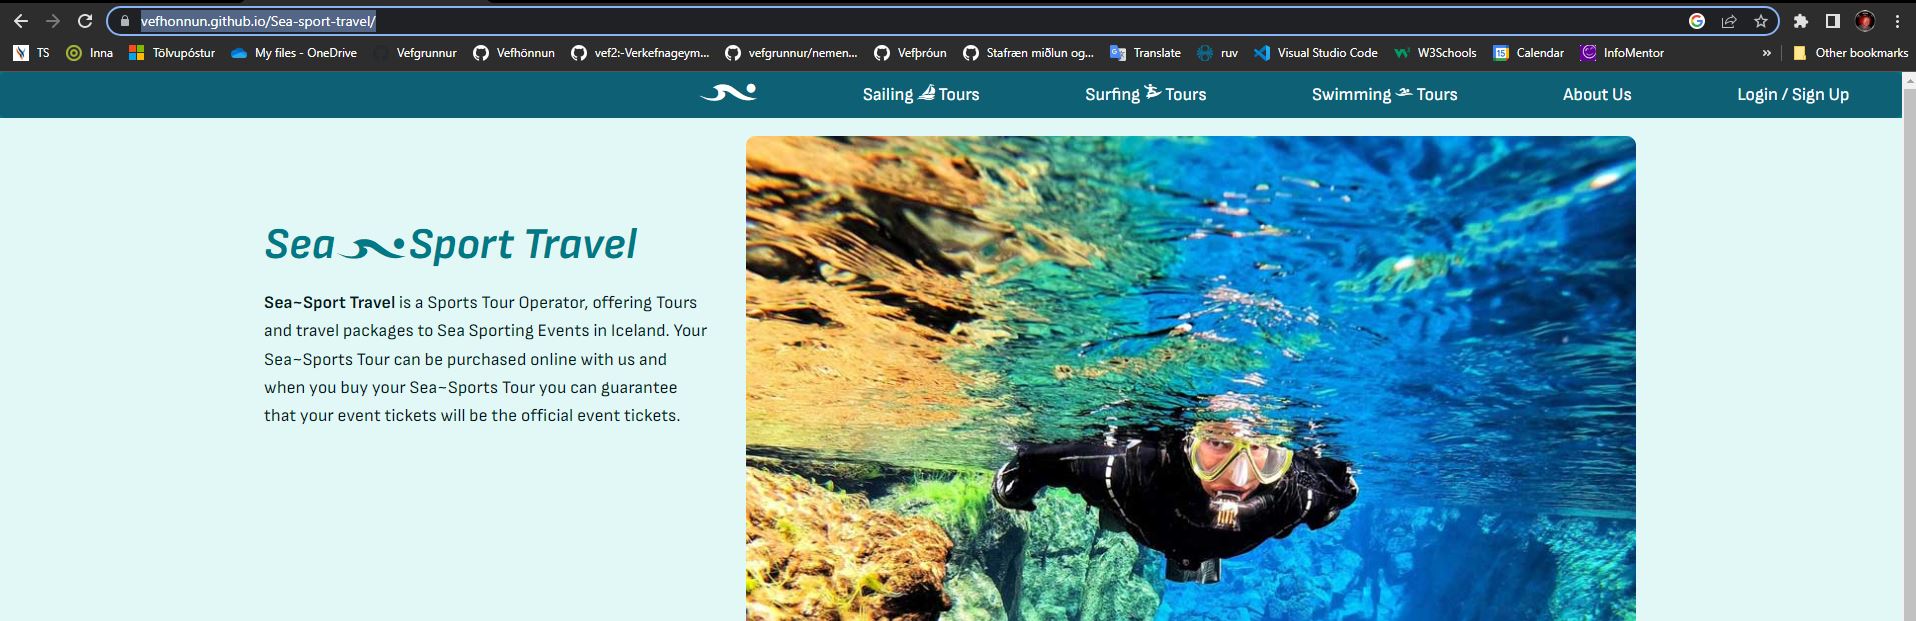 vefhonnun.github.io/Sea-sport-travel/
TS Inna Tölvupóstur My files - OneDrive Vefgrunnur Vefhönnun vef2:-Verkefnageym... vefgrunnur/nemen... Vefþróun Stafræn miðlun og... Translate ruv Visual Studio Code W3Schools 15 Calendar InfoMentor » Other bookmarks
Sailing Tours Surfing Tours Swimming Tours About Us Login / Sign Up
Sea Sport Travel
Sea~Sport Travel is a Sports Tour Operator, offering Tours
and travel packages to Sea Sporting Events in Iceland. Your
Sea~Sports Tour can be purchased online with us and
when you buy your Sea~Sports Tour you can guarantee
that your event tickets will be the official event tickets.